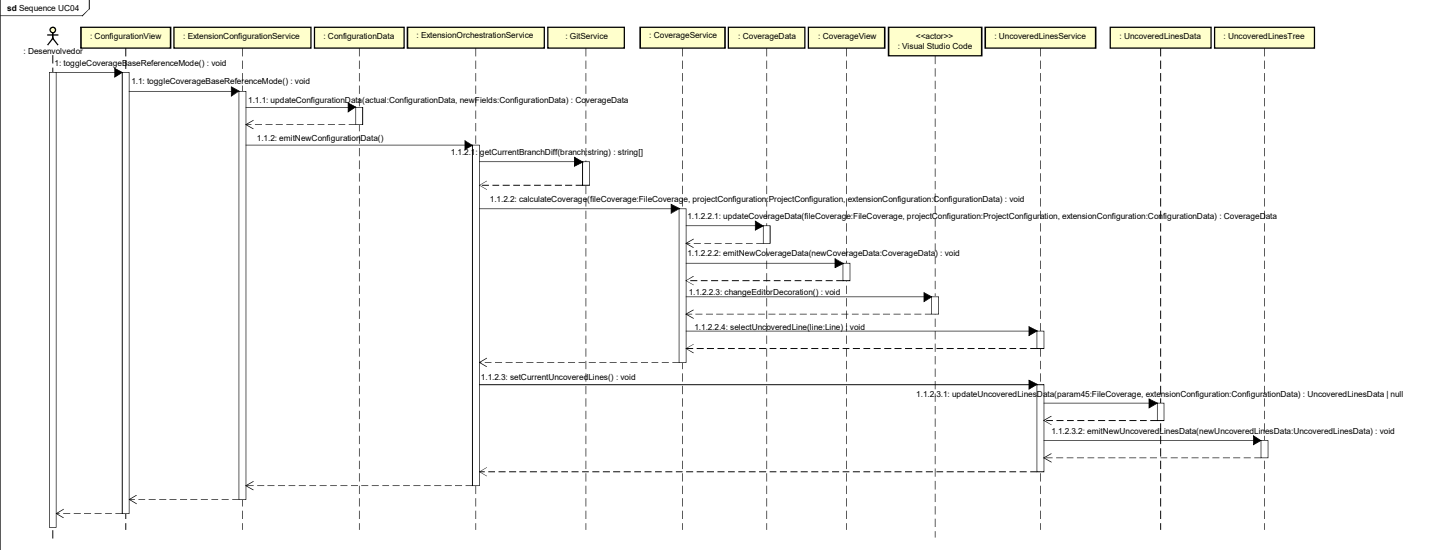 sd Sequence UC04
: Desenvolvedor
: ConfigurationView
: ExtensionConfigurationService
: ConfigurationData
: ExtensionOrchestrationService
: GitService
: CoverageService
: CoverageData
: CoverageView
<<actor>>
: Visual Studio Code
: UncoveredLinesService
: UncoveredLinesData
: UncoveredLinesTree
1: toggleCoverageBaseReferenceMode() : void
1.1: toggleCoverageBaseReferenceMode() : void
1.1.1: updateConfigurationData(actual:ConfigurationData, newFields:ConfigurationData) : CoverageData
1.1.2: emitNewConfigurationData()
1.1.2.1: getCurrentBranchDiff(branch:string) : string[]
1.1.2.2: calculateCoverage(fileCoverage:FileCoverage, projectConfiguration:ProjectConfiguration, extensionConfiguration:ConfigurationData) : void
1.1.2.2.1: updateCoverageData(fileCoverage:FileCoverage, projectConfiguration:ProjectConfiguration, extensionConfiguration:ConfigurationData) : CoverageData
1.1.2.2.2: emitNewCoverageData(newCoverageData:CoverageData) : void
1.1.2.2.3: changeEditorDecoration() : void
1.1.2.2.4: selectUncoveredLine(line:Line) : void
1.1.2.3: setCurrentUncoveredLines() : void
1.1.2.3.1: updateUncoveredLinesData(param45:FileCoverage, extensionConfiguration:ConfigurationData) : UncoveredLinesData | null
1.1.2.3.2: emitNewUncoveredLinesData(newUncoveredLinesData:UncoveredLinesData) : void